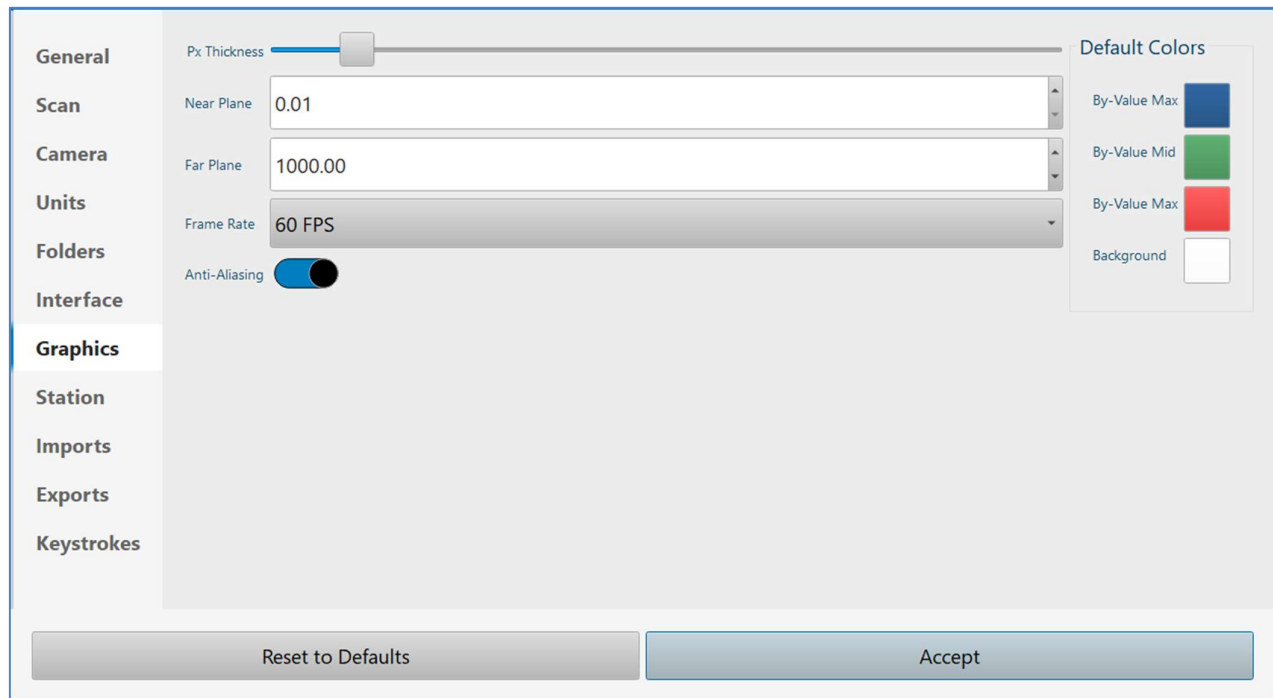 General
Scan
Camera
Units
Folders
Interface
Graphics
Station
Imports
Exports
Keystrokes
Px Thickness
Near Plane 0.01
Far Plane 1000.00
Frame Rate 60 FPS
Anti-Aliasing
Default Colors
By-Value Max
By-Value Mid
By-Value Max
Background
Reset to Defaults
Accept